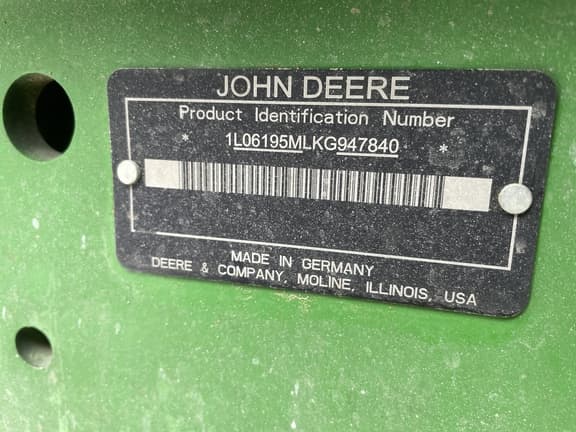 JOHN DEERE
Product Identification Number
* 1L06195MLKG947840 *
MADE IN GERMANY
DEERE & COMPANY, MOLINE, ILLINOIS, USA